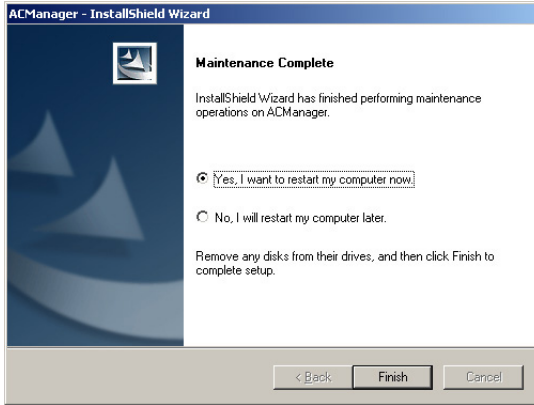 ACManager - InstallShield Wizard
Maintenance Complete
InstallShield Wizard has finished performing maintenance
operations on ACManager.
Yes, I want to restart my computer now.
No, I will restart my computer later.
Remove any disks from their drives, and then click Finish to
complete setup.
< Back Finish Cancel